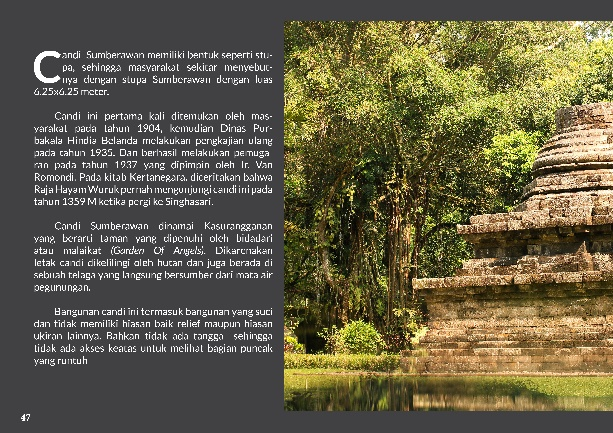 Candi Sumberawan memiliki bentuk seperti stu-
pa, sehingga masyarakat sekitar menyebut-
nya dengan stupa Sumberawan dengan luas
6.25x6.25 meter.
Candi ini pertama kali ditemukan oleh mas-
yarakat pada tahun 1904, kemudian Dinas Pur-
bakala Hindia Belanda melakukan pengkajian ulang
pada tahun 1935. Dan berhasil melakukan pemuga-
ran pada tahun 1937 yang dipimpin oleh Ir. Van
Romondi. Pada kitab Kertanegara, diceritakan bahwa
Raja Hayam Wuruk pernah mengunjungi candi ini pada
tahun 1359 M ketika pergi ke Singhasari.
Candi Sumberawan dinamai Kasurangganan
yang berarti taman yang dipenuhi oleh bidadari
atau malaikat (Garden Of Angels). Dikarenakan
letak candi dikelilingi oleh hutan dan juga berada di
sebuah telaga yang langsung bersumber dari mata air
pegunungan.
Bangunan candi ini termasuk bangunan yang suci
dan tidak memiliki hiasan baik relief maupun hiasan
ukiran lainnya. Bahkan tidak ada tangga sehingga
tidak ada akses keatas untuk melihat bagian puncak
yang runtuh
47